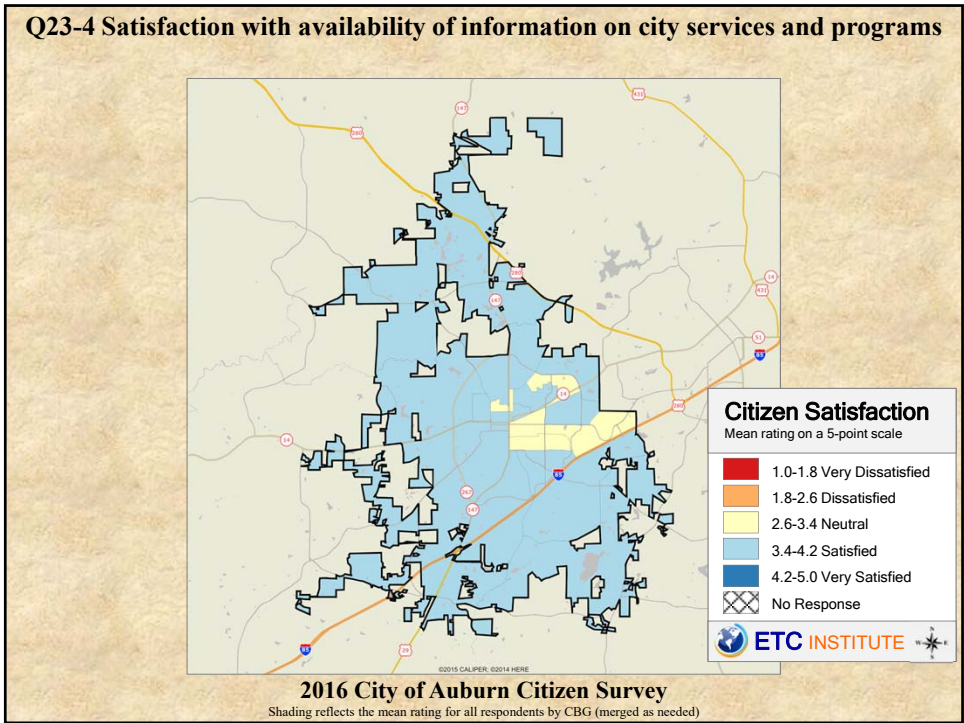 Q23-4 Satisfaction with availability of information on city services and programs
431
147
280
280
14
431
147
51
85
14
280
14
85
267
147
85
29
©2015 CALIPER; ©2014 HERE
Citizen Satisfaction
Mean rating on a 5-point scale
1.0-1.8 Very Dissatisfied
1.8-2.6 Dissatisfied
2.6-3.4 Neutral
3.4-4.2 Satisfied
4.2-5.0 Very Satisfied
No Response
ETC INSTITUTE
N
W
E
S
2016 City of Auburn Citizen Survey
Shading reflects the mean rating for all respondents by CBG (merged as needed)